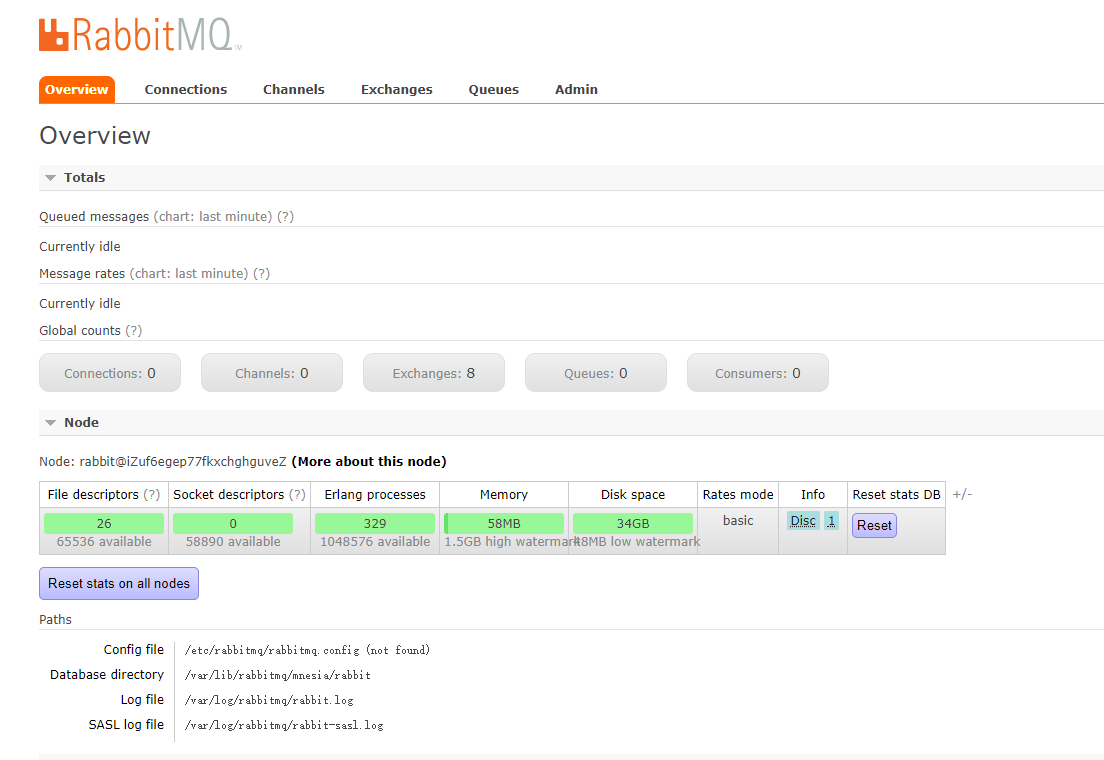 RabbitMQ™
Overview Connections Channels Exchanges Queues Admin
Overview
Totals
Queued messages (chart: last minute) (?)
Currently idle
Message rates (chart: last minute) (?)
Currently idle
Global counts (?)
Connections: 0 Channels: 0 Exchanges: 8 Queues: 0 Consumers: 0
Node
Node: rabbit@iZuf6egep77fkxchghguveZ (More about this node)
File descriptors (?) Socket descriptors (?) Erlang processes Memory Disk space Rates mode Info Reset stats DB +/-
26 0 329 58MB 34GB basic Disc 1 Reset
65536 available 58890 available 1048576 available 1.5GB high watermark 48MB low watermark
Reset stats on all nodes
Paths
Config file /etc/rabbitmq/rabbitmq.config (not found)
Database directory /var/lib/rabbitmq/mnesia/rabbit
Log file /var/log/rabbitmq/rabbit.log
SASL log file /var/log/rabbitmq/rabbit-sasl.log